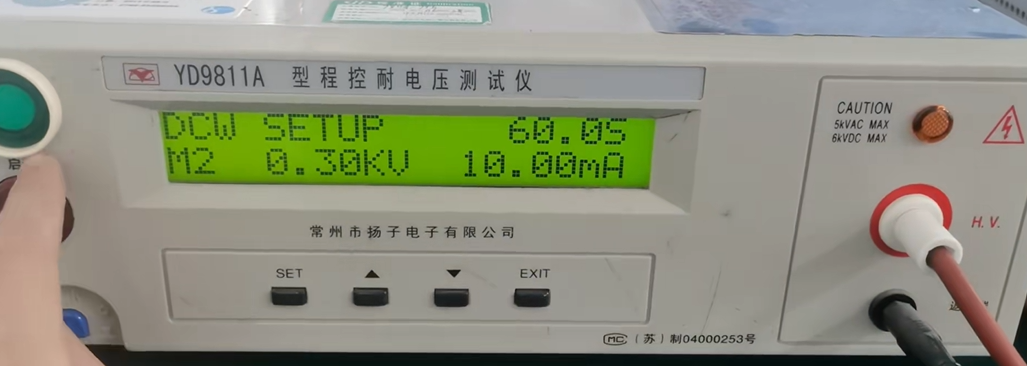 YD9811A 型程控耐电压测试仪
DCW SETUP 60.0S
M2 0.30KV 10.00mA
常州市扬子电子有限公司
SET ▲ ▼ EXIT
CAUTION
5kVAC MAX
6kVDC MAX
H.V.
MC (苏)制04000253号
启